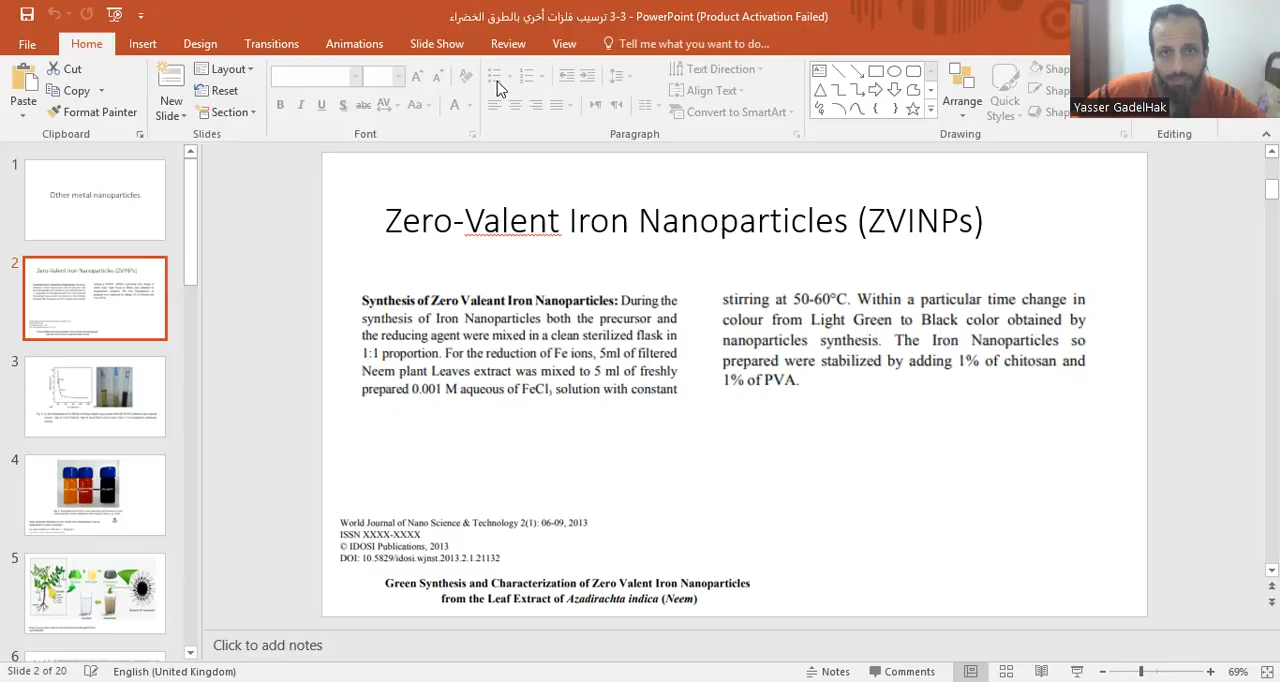 3-3 ترسيب فلزات أخري بالطرق الخضراء - PowerPoint (Product Activation Failed)
File Home Insert Design Transitions Animations Slide Show Review View Tell me what you want to do...
Paste
Cut
Copy
Format Painter
Clipboard
New Slide
Layout
Reset
Section
Slides
Font
Text Direction
Align Text
Convert to SmartArt
Paragraph
Arrange
Quick Styles
Shap
Shap
Shap
Drawing
Editing
Yasser GadelHak
1
Other metal nanoparticles
2
Zero-Valent Iron Nanoparticles (ZVINPs)
3
4
5
6
Zero-Valent Iron Nanoparticles (ZVINPs)
Synthesis of Zero Valeant Iron Nanoparticles: During the
synthesis of Iron Nanoparticles both the precursor and
the reducing agent were mixed in a clean sterilized flask in
1:1 proportion. For the reduction of Fe ions, 5ml of filtered
Neem plant Leaves extract was mixed to 5 ml of freshly
prepared 0.001 M aqueous of FeCl3 solution with constant
stirring at 50-60°C. Within a particular time change in
colour from Light Green to Black color obtained by
nanoparticles synthesis. The Iron Nanoparticles so
prepared were stabilized by adding 1% of chitosan and
1% of PVA.
World Journal of Nano Science & Technology 2(1): 06-09, 2013
ISSN XXXX-XXXX
© IDOSI Publications, 2013
DOI: 10.5829/idosi.wjnst.2013.2.1.21132
Green Synthesis and Characterization of Zero Valent Iron Nanoparticles
from the Leaf Extract of Azadirachta indica (Neem)
Click to add notes
Slide 2 of 20 English (United Kingdom) Notes Comments 69%